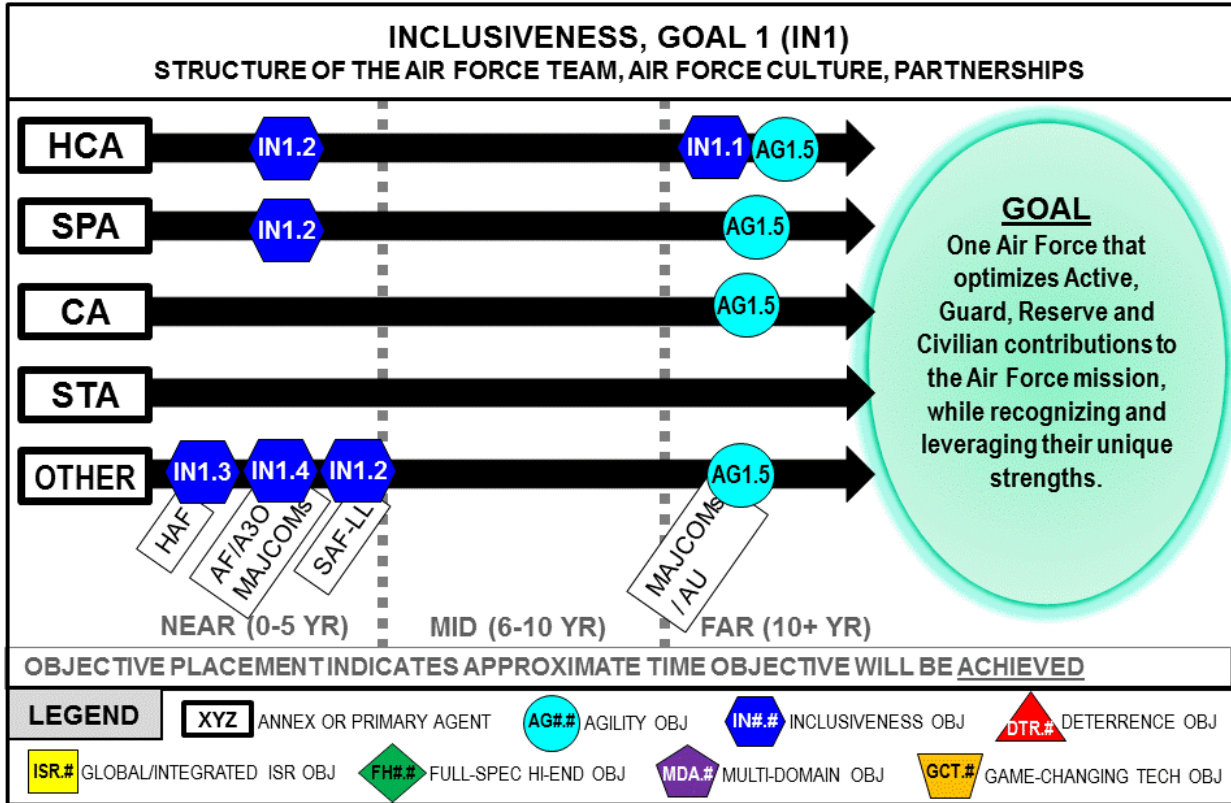 INCLUSIVENESS, GOAL 1 (IN1)
STRUCTURE OF THE AIR FORCE TEAM, AIR FORCE CULTURE, PARTNERSHIPS
HCA
IN1.2
IN1.1
AG1.5
SPA
IN1.2
AG1.5
CA
AG1.5
STA
OTHER
IN1.3
IN1.4
IN1.2
AG1.5
HAF
AF/A3O
MAJCOMs
SAF-LL
MAJCOMs
/AU
GOAL
One Air Force that
optimizes Active,
Guard, Reserve and
Civilian contributions to
the Air Force mission,
while recognizing and
leveraging their unique
strengths.
NEAR (0-5 YR)
MID (6-10 YR)
FAR (10+ YR)
OBJECTIVE PLACEMENT INDICATES APPROXIMATE TIME OBJECTIVE WILL BE ACHIEVED
LEGEND
XYZ ANNEX OR PRIMARY AGENT
AG#.# AGILITY OBJ
IN#.# INCLUSIVENESS OBJ
DTR.# DETERRENCE OBJ
ISR.# GLOBAL/INTEGRATED ISR OBJ
FH#.# FULL-SPEC HI-END OBJ
MDA.# MULTI-DOMAIN OBJ
GCT.# GAME-CHANGING TECH OBJ